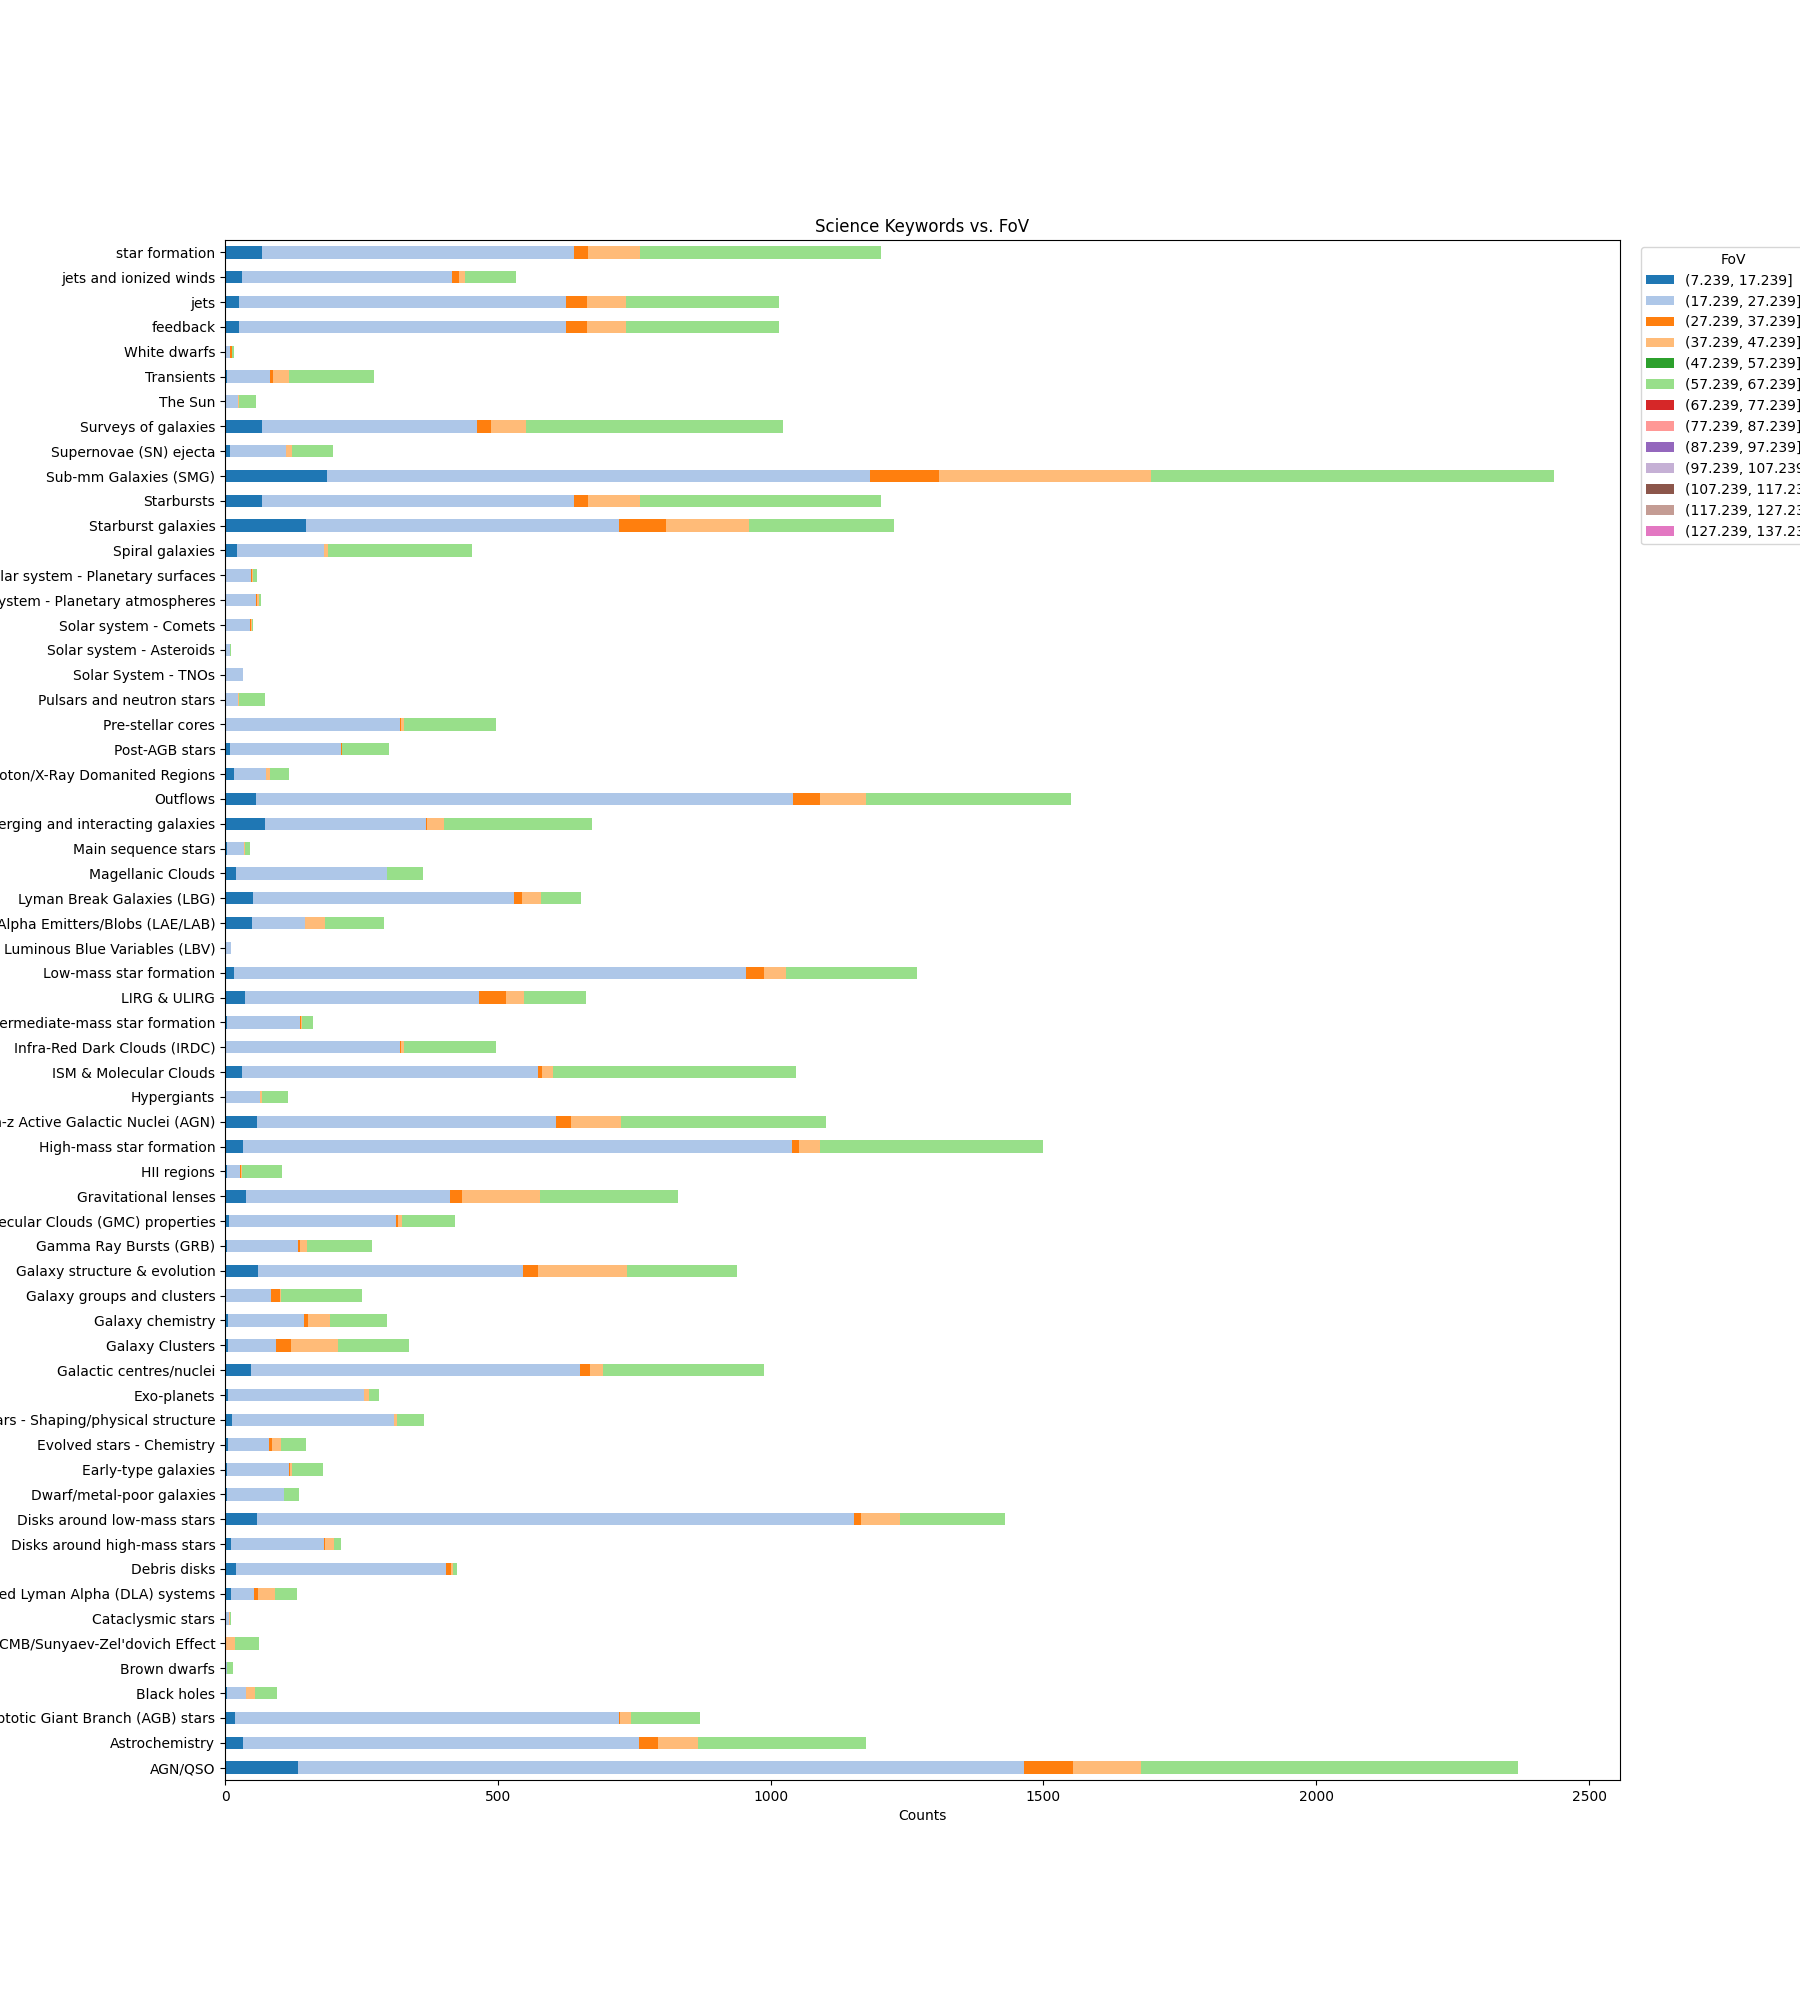 Science Keywords vs. FoV
star formation
jets and ionized winds
jets
feedback
White dwarfs
Transients
The Sun
Surveys of galaxies
Supernovae (SN) ejecta
Sub-mm Galaxies (SMG)
Starbursts
Starburst galaxies
Spiral galaxies
lar system - Planetary surfaces
ystem - Planetary atmospheres
Solar system - Comets
Solar system - Asteroids
Solar System - TNOs
Pulsars and neutron stars
Pre-stellar cores
Post-AGB stars
oton/X-Ray Domanited Regions
Outflows
erging and interacting galaxies
Main sequence stars
Magellanic Clouds
Lyman Break Galaxies (LBG)
Alpha Emitters/Blobs (LAE/LAB)
Luminous Blue Variables (LBV)
Low-mass star formation
LIRG & ULIRG
ermediate-mass star formation
Infra-Red Dark Clouds (IRDC)
ISM & Molecular Clouds
Hypergiants
-z Active Galactic Nuclei (AGN)
High-mass star formation
HII regions
Gravitational lenses
ecular Clouds (GMC) properties
Gamma Ray Bursts (GRB)
Galaxy structure & evolution
Galaxy groups and clusters
Galaxy chemistry
Galaxy Clusters
Galactic centres/nuclei
Exo-planets
ars - Shaping/physical structure
Evolved stars - Chemistry
Early-type galaxies
Dwarf/metal-poor galaxies
Disks around low-mass stars
Disks around high-mass stars
Debris disks
ed Lyman Alpha (DLA) systems
Cataclysmic stars
CMB/Sunyaev-Zel'dovich Effect
Brown dwarfs
Black holes
ptotic Giant Branch (AGB) stars
Astrochemistry
AGN/QSO
0 500 1000 1500 2000 2500
Counts
FoV
(7.239, 17.239]
(17.239, 27.239]
(27.239, 37.239]
(37.239, 47.239]
(47.239, 57.239]
(57.239, 67.239]
(67.239, 77.239]
(77.239, 87.239]
(87.239, 97.239]
(97.239, 107.239
(107.239, 117.23
(117.239, 127.23
(127.239, 137.23